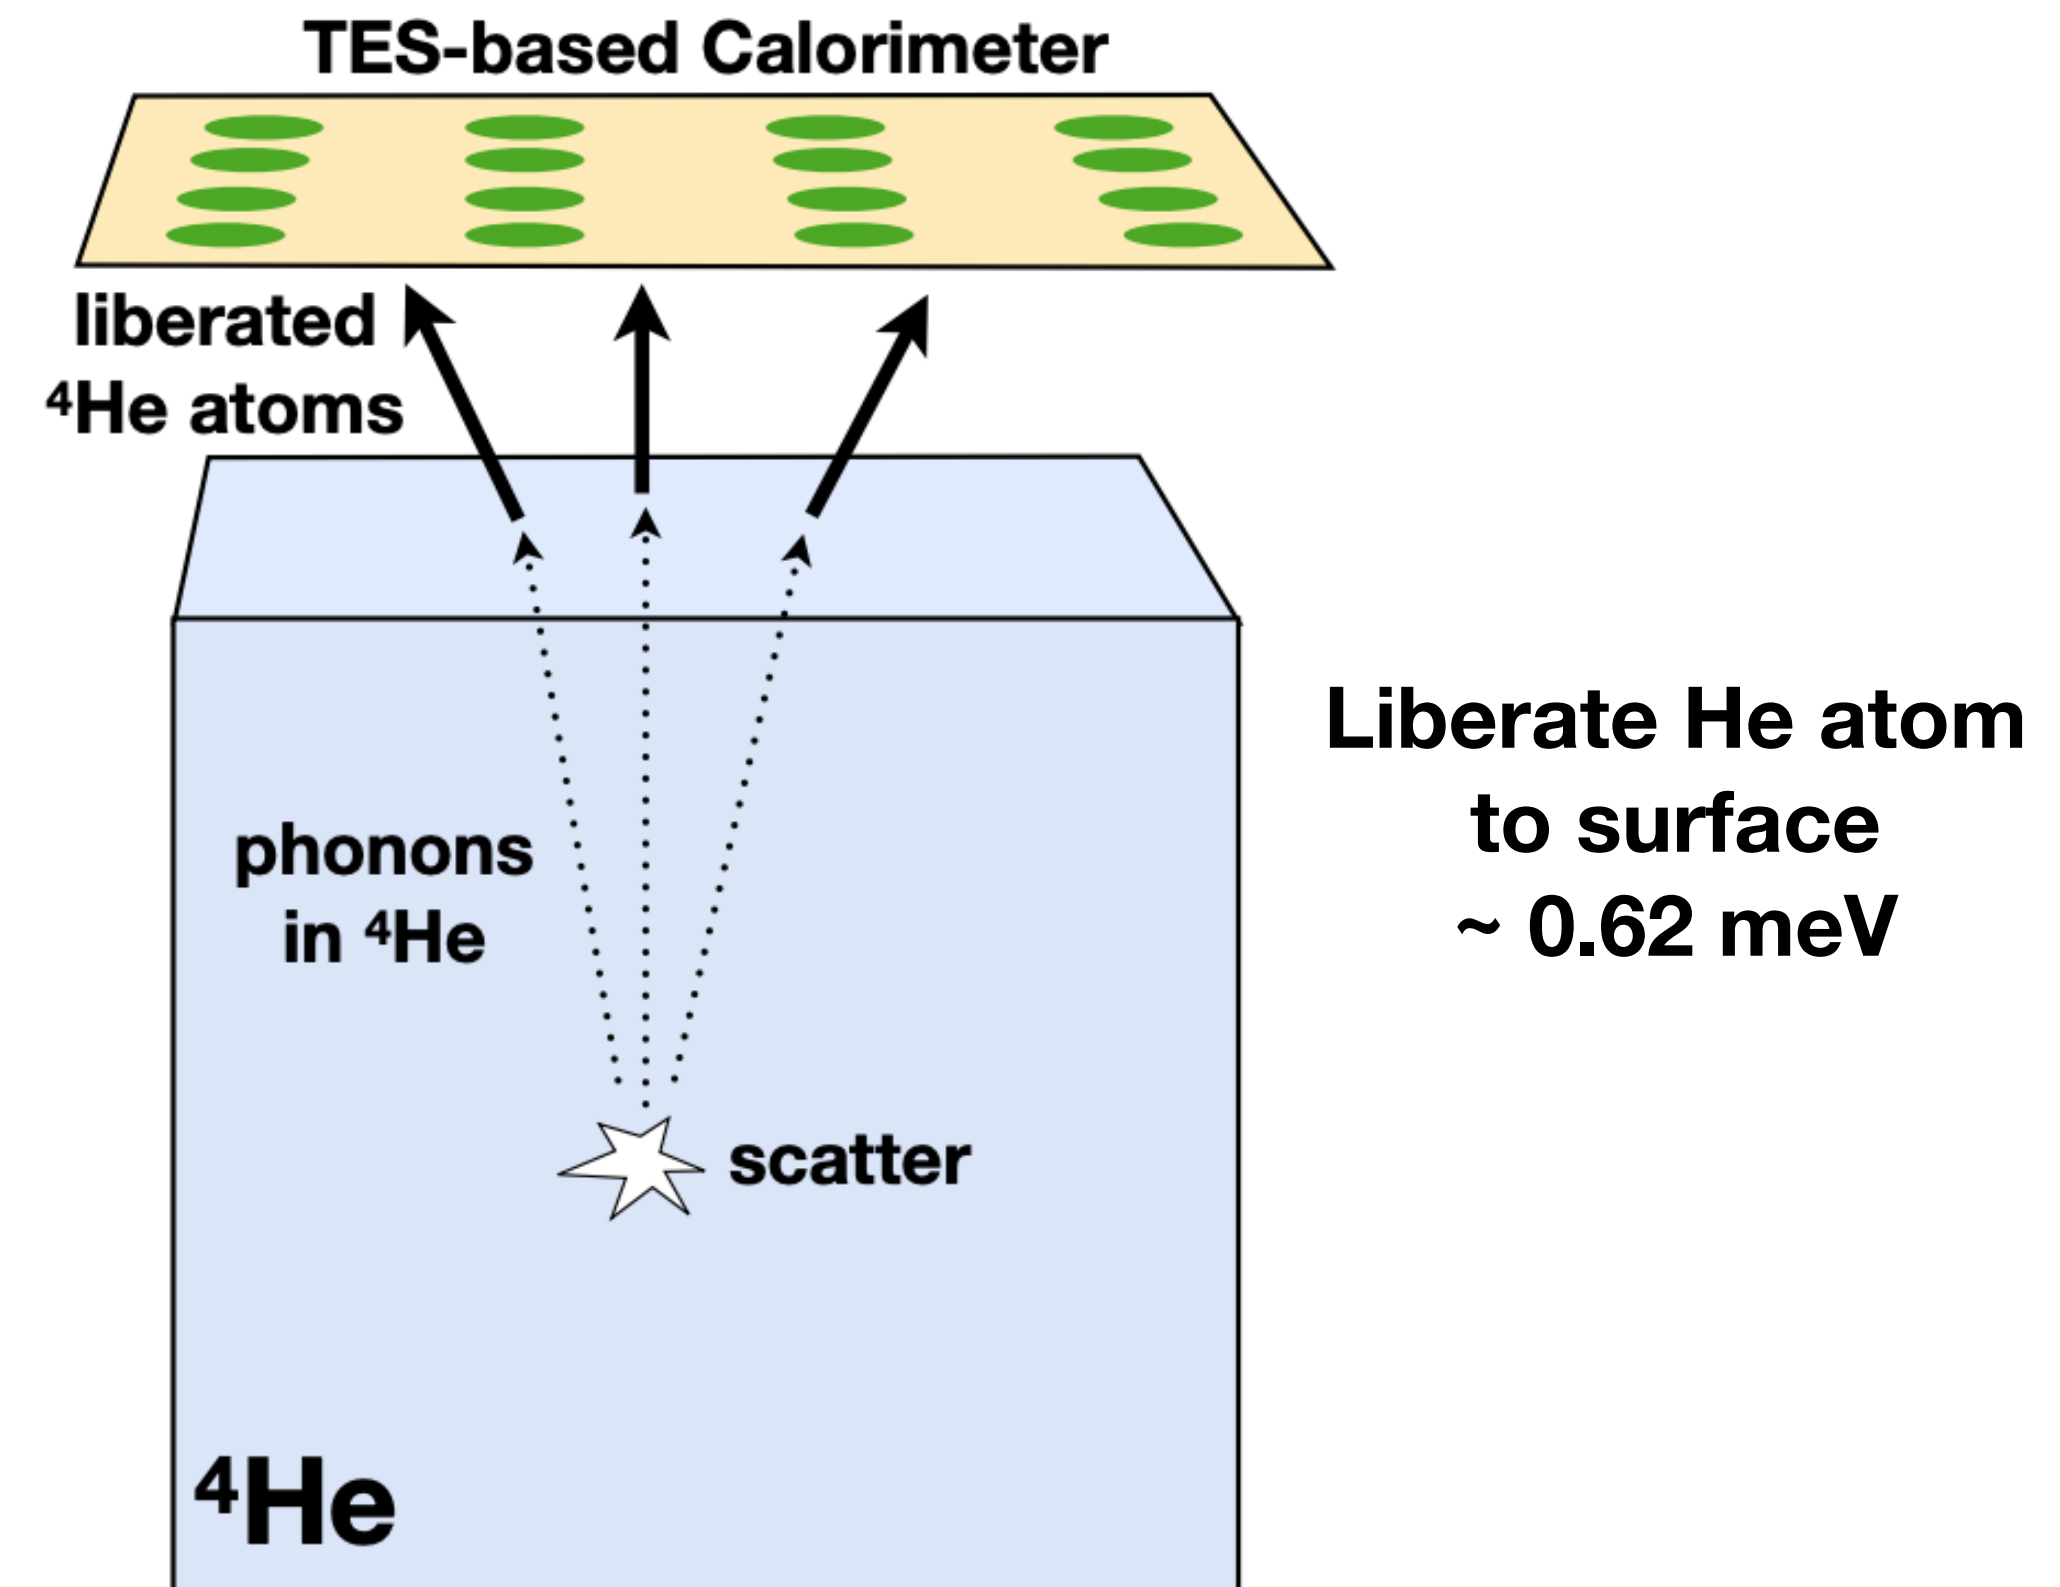 TES-based Calorimeter
liberated
⁴He atoms
phonons
in ⁴He
scatter
⁴He
Liberate He atom
to surface
~ 0.62 meV